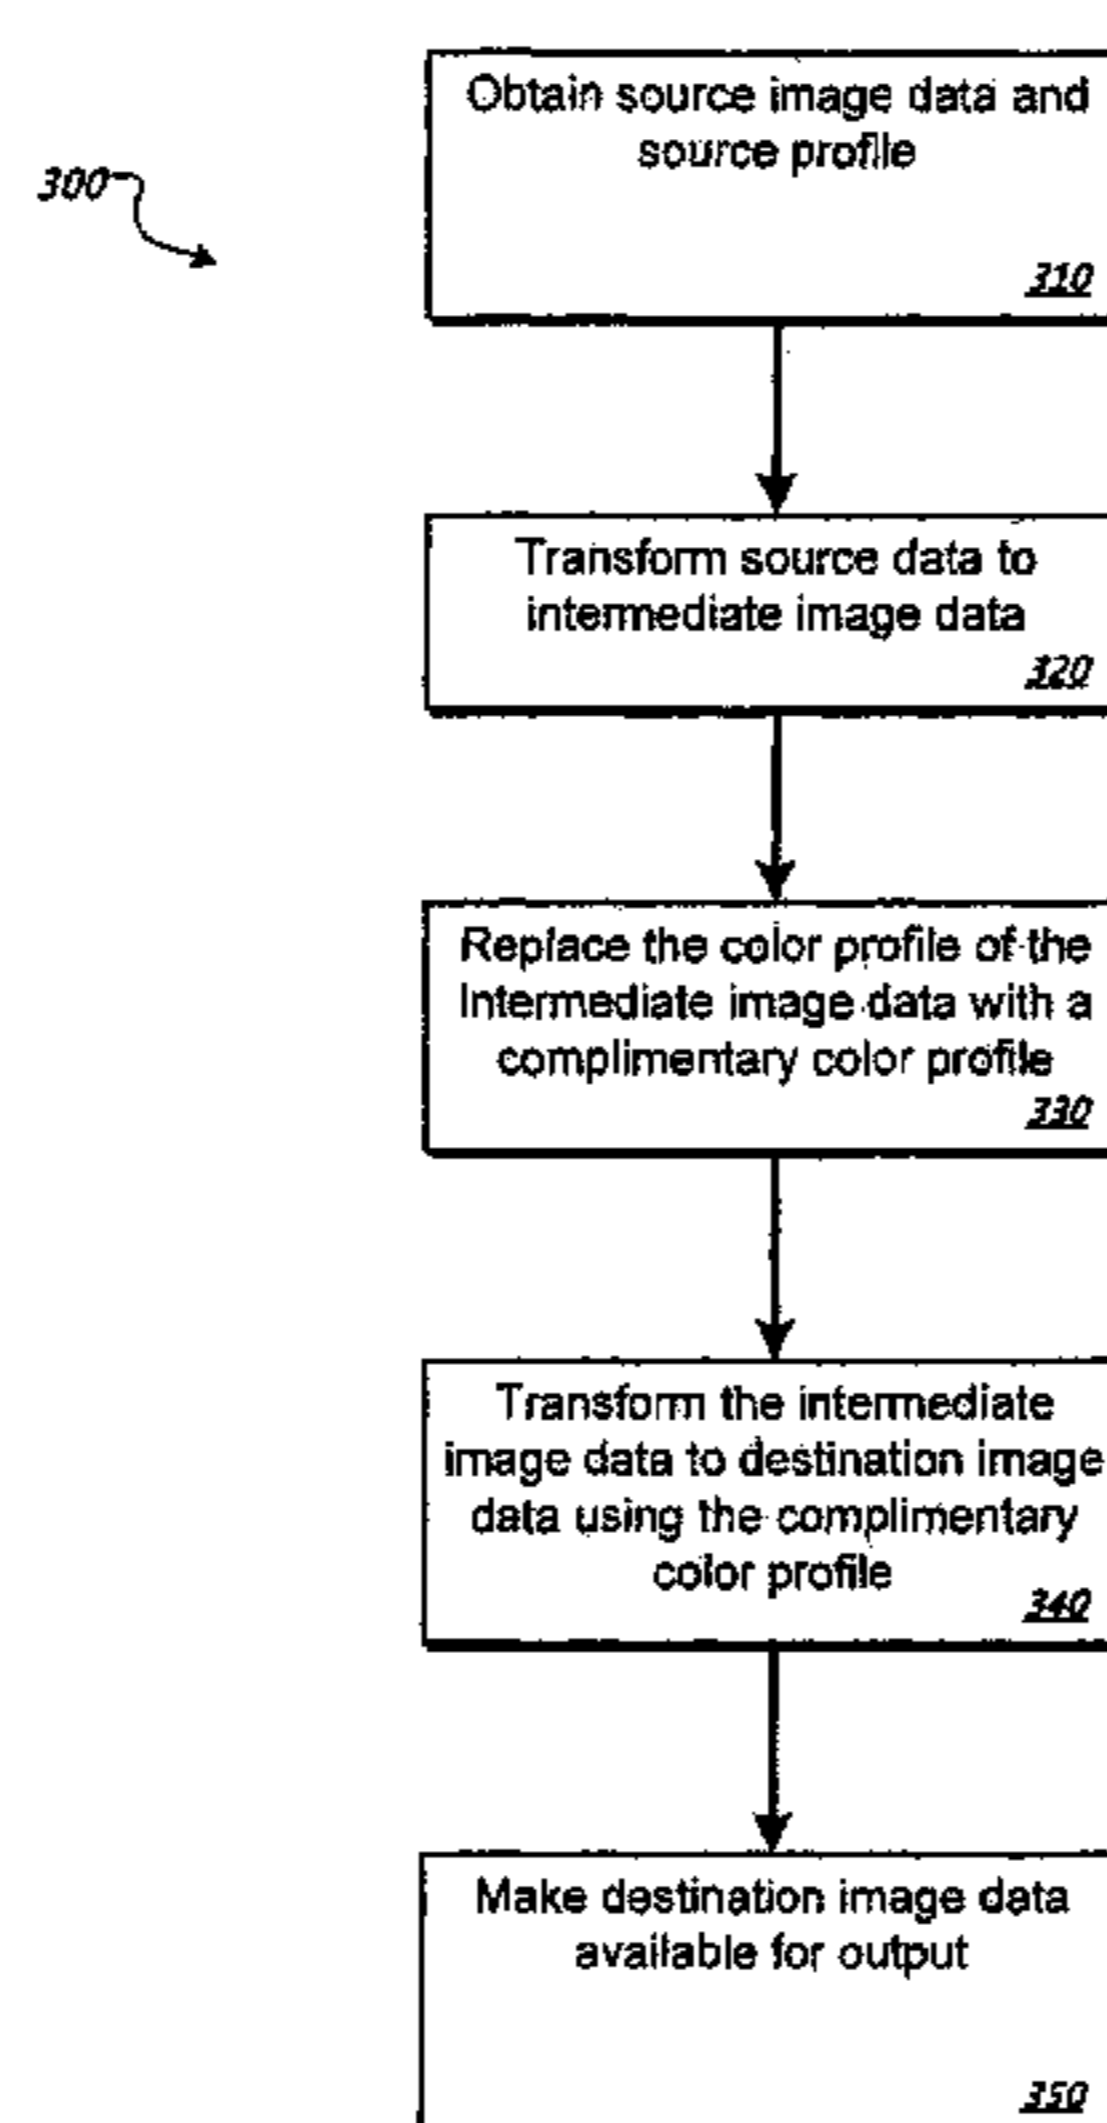 Obtain source image data and
source profile
300
310
Transform source data to
intermediate image data
320
Replace the color profile of the
Intermediate image data with a
complimentary color profile
330
Transform the intermediate
image data to destination image
data using the complimentary
color profile
340
Make destination image data
available for output
350